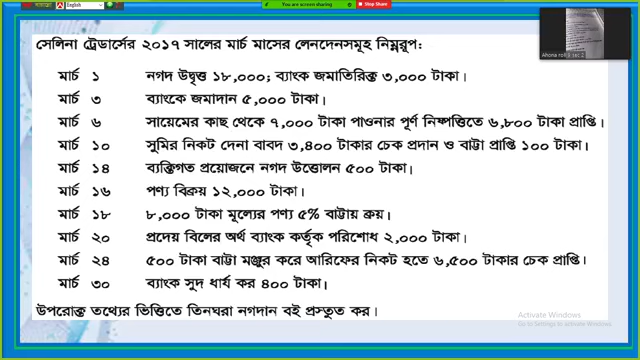 English
You are screen sharing
Stop Share
সেলিনা ট্রেডার্সের ২০১৭ সালের মার্চ মাসের লেনদেনসমূহ নিম্নরূপ:
মার্চ ১ নগদ উদ্বৃত্ত ১৮,০০০; ব্যাংক জমাতিরিক্ত ৩,০০০ টাকা।
মার্চ ৩ ব্যাংকে জমাদান ৫,০০০ টাকা।
মার্চ ৬ সায়েমের কাছ থেকে ৭,০০০ টাকা পাওনার পূর্ণ নিষ্পত্তিতে ৬,৮০০ টাকা প্রাপ্তি।
মার্চ ১০ সুমির নিকট দেনা বাবদ ৩,৪০০ টাকার চেক প্রদান ও বাট্টা প্রাপ্তি ১০০ টাকা।
মার্চ ১৪ ব্যক্তিগত প্রয়োজনে নগদ উত্তোলন ৫০০ টাকা।
মার্চ ১৬ পণ্য বিক্রয় ১২,০০০ টাকা।
মার্চ ১৮ ৮,০০০ টাকা মূল্যের পণ্য ৫% বাট্টায় ক্রয়।
মার্চ ২০ প্রদেয় বিলের অর্থ ব্যাংক কর্তৃক পরিশোধ ২,০০০ টাকা।
মার্চ ২৪ ৫০০ টাকা বাট্টা মঞ্জুর করে আরিফের নিকট হতে ৬,৫০০ টাকার চেক প্রাপ্তি।
মার্চ ৩০ ব্যাংক সুদ ধার্য কর ৪০০ টাকা।
উপরোক্ত তথ্যের ভিত্তিতে তিনঘরা নগদান বই প্রস্তুত কর।
Activate Windows
Go to Settings to activate Windows.